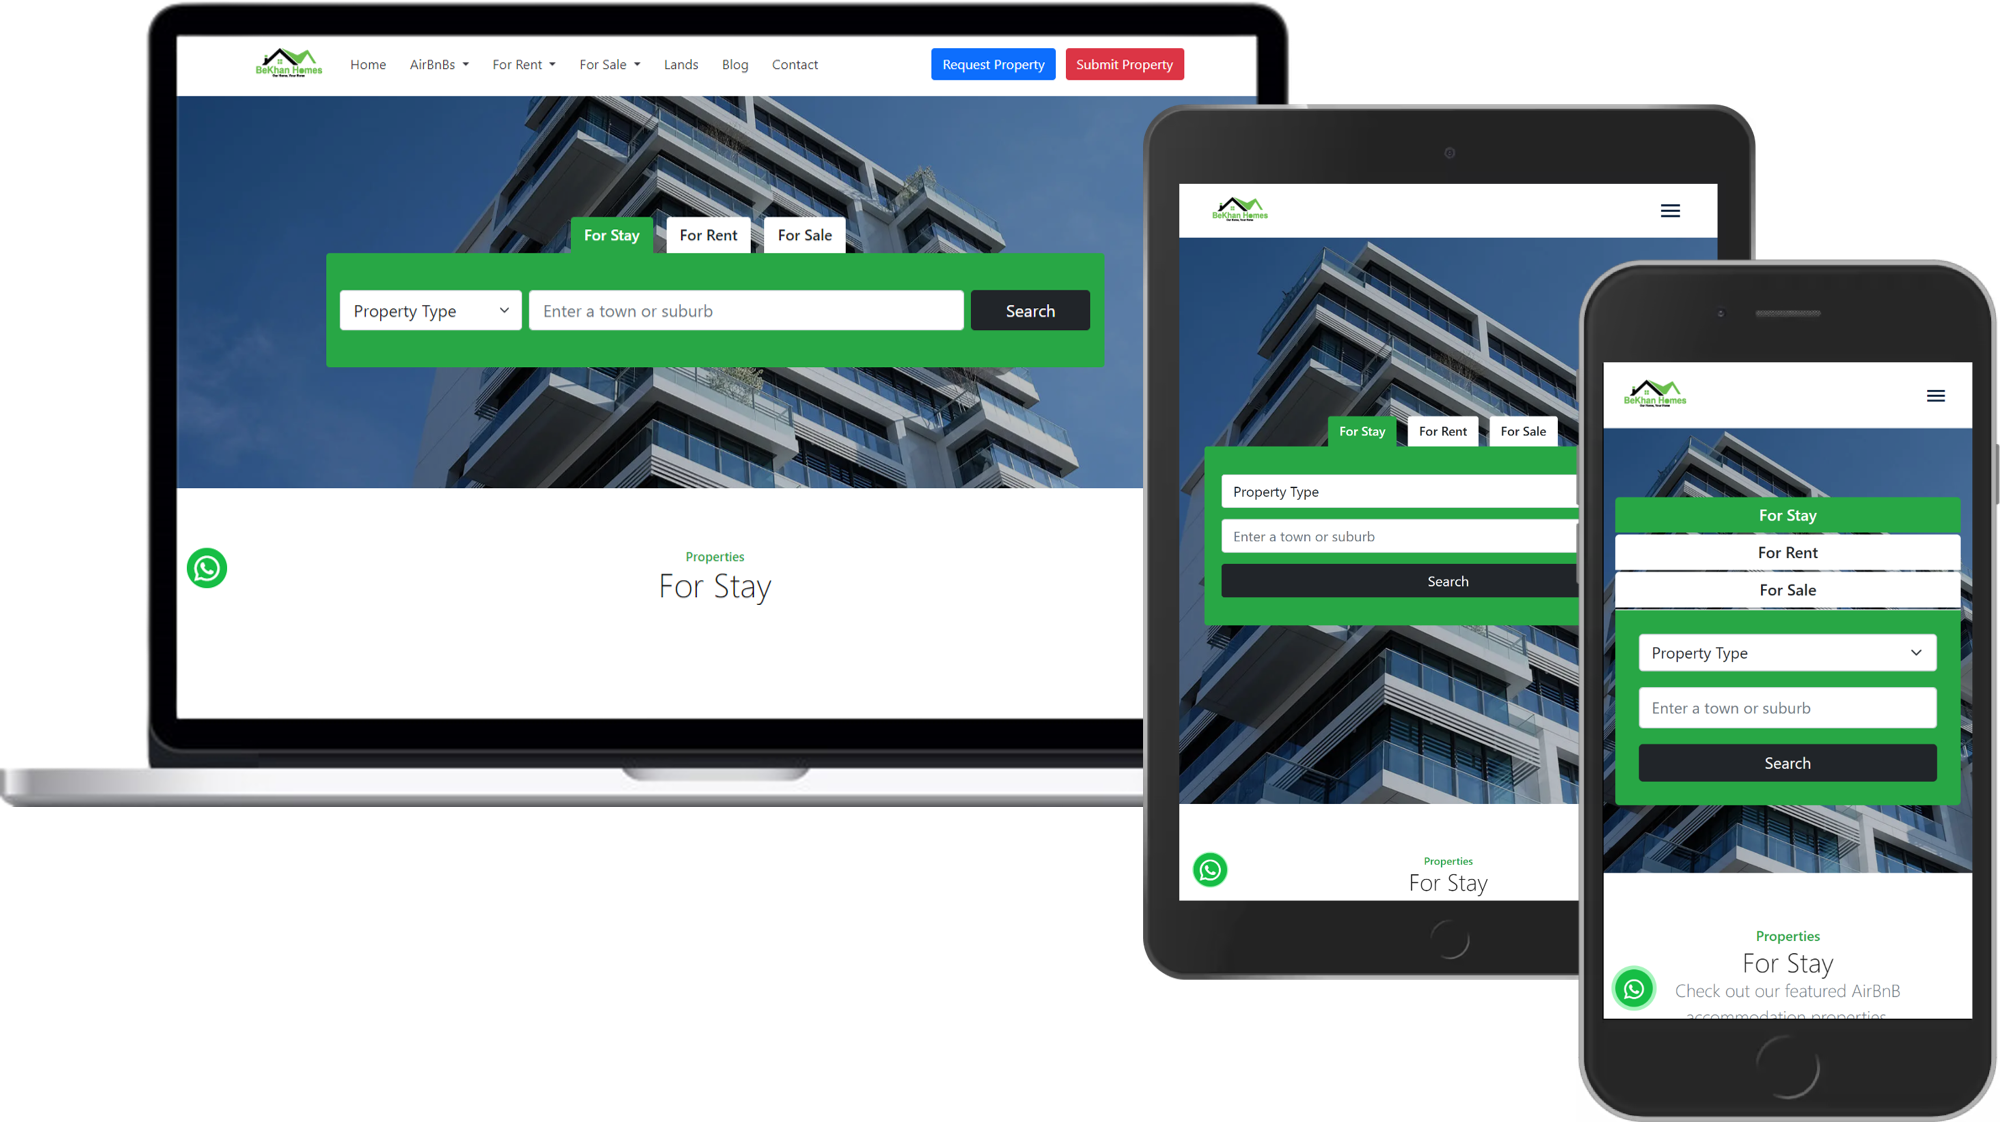 BeKhan Homes
Home AirBnBs For Rent For Sale Lands Blog Contact Request Property Submit Property
For Stay For Rent For Sale
Property Type Enter a town or suburb Search
Properties
For Stay
BeKhan Homes
For Stay For Rent For Sale
Property Type
Enter a town or suburb
Search
Properties
For Stay
BeKhan Homes
For Stay
For Rent
For Sale
Property Type
Enter a town or suburb
Search
Properties
For Stay
Check out our featured AirBnB
accommodation properties